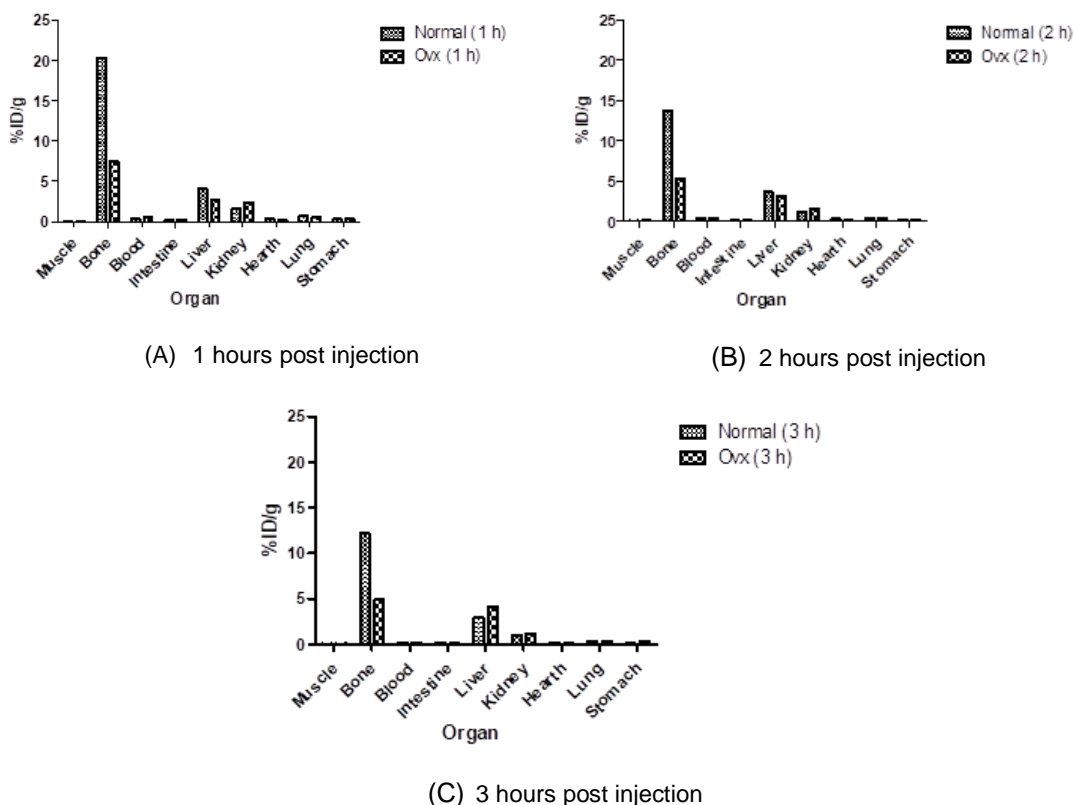 25
20
15
10
5
0
%ID/g
Normal (1 h)
Ovx (1 h)
Muscle
Bone
Blood
Intestine
Liver
Kidney
Hearth
Lung
Stomach
Organ
(A) 1 hours post injection
25
20
15
10
5
0
%ID/g
Normal (2 h)
Ovx (2 h)
Muscle
Bone
Blood
Intestine
Liver
Kidney
Hearth
Lung
Stomach
Organ
(B) 2 hours post injection
25
20
15
10
5
0
%ID/g
Normal (3 h)
Ovx (3 h)
Muscle
Bone
Blood
Intestine
Liver
Kidney
Hearth
Lung
Stomach
Organ
(C) 3 hours post injection